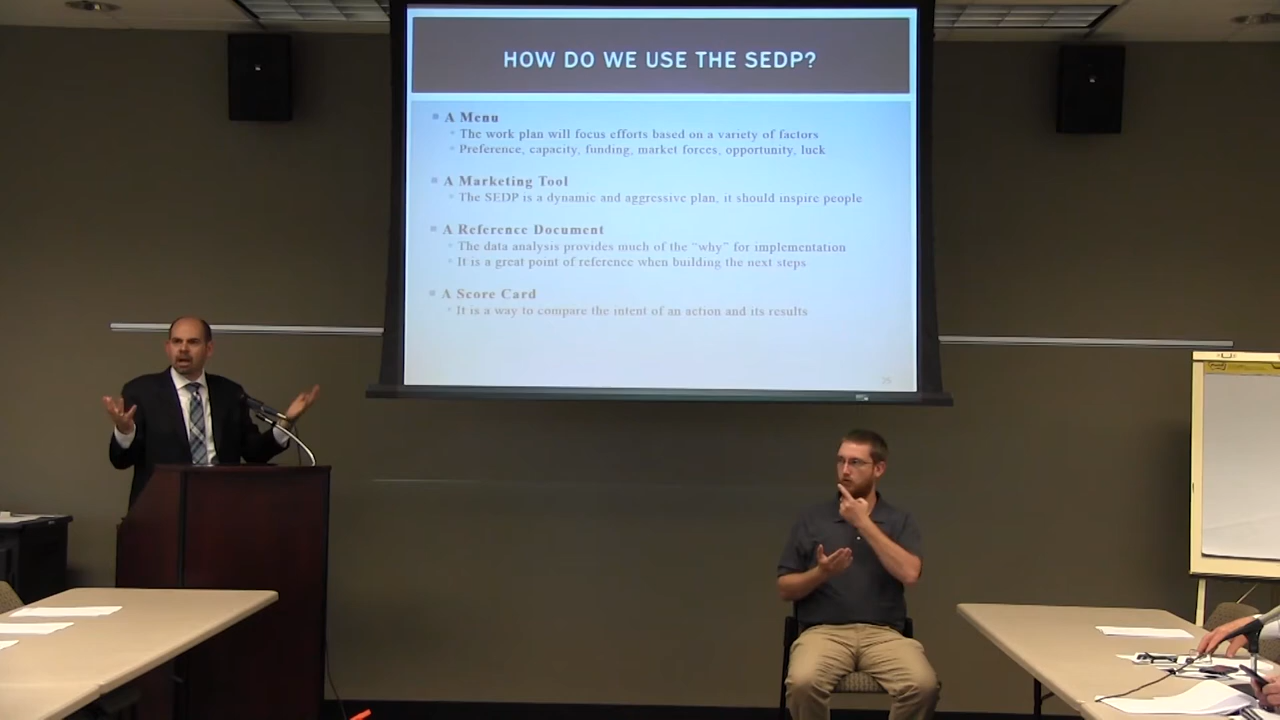 HOW DO WE USE THE SEDP?
A Menu
The work plan will focus efforts based on a variety of factors
Preference, capacity, funding, market forces, opportunity, luck
A Marketing Tool
The SEDP is a dynamic and aggressive plan, it should inspire people
A Reference Document
The data analysis provides much of the "why" for implementation
It is a great point of reference when building the next steps
A Score Card
It is a way to compare the intent of an action and its results